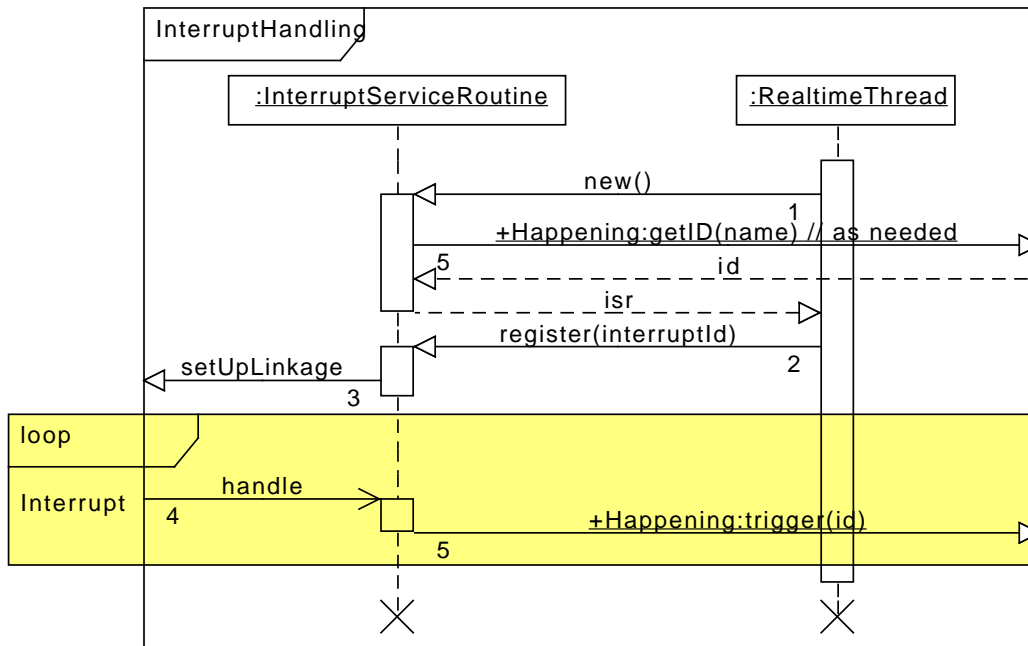 InterruptHandling
:InterruptServiceRoutine
:RealtimeThread
new()
1
+Happening:getID(name) // as needed
5
id
isr
register(interruptId)
2
setUpLinkage
3
loop
Interrupt
handle
4
+Happening:trigger(id)
5